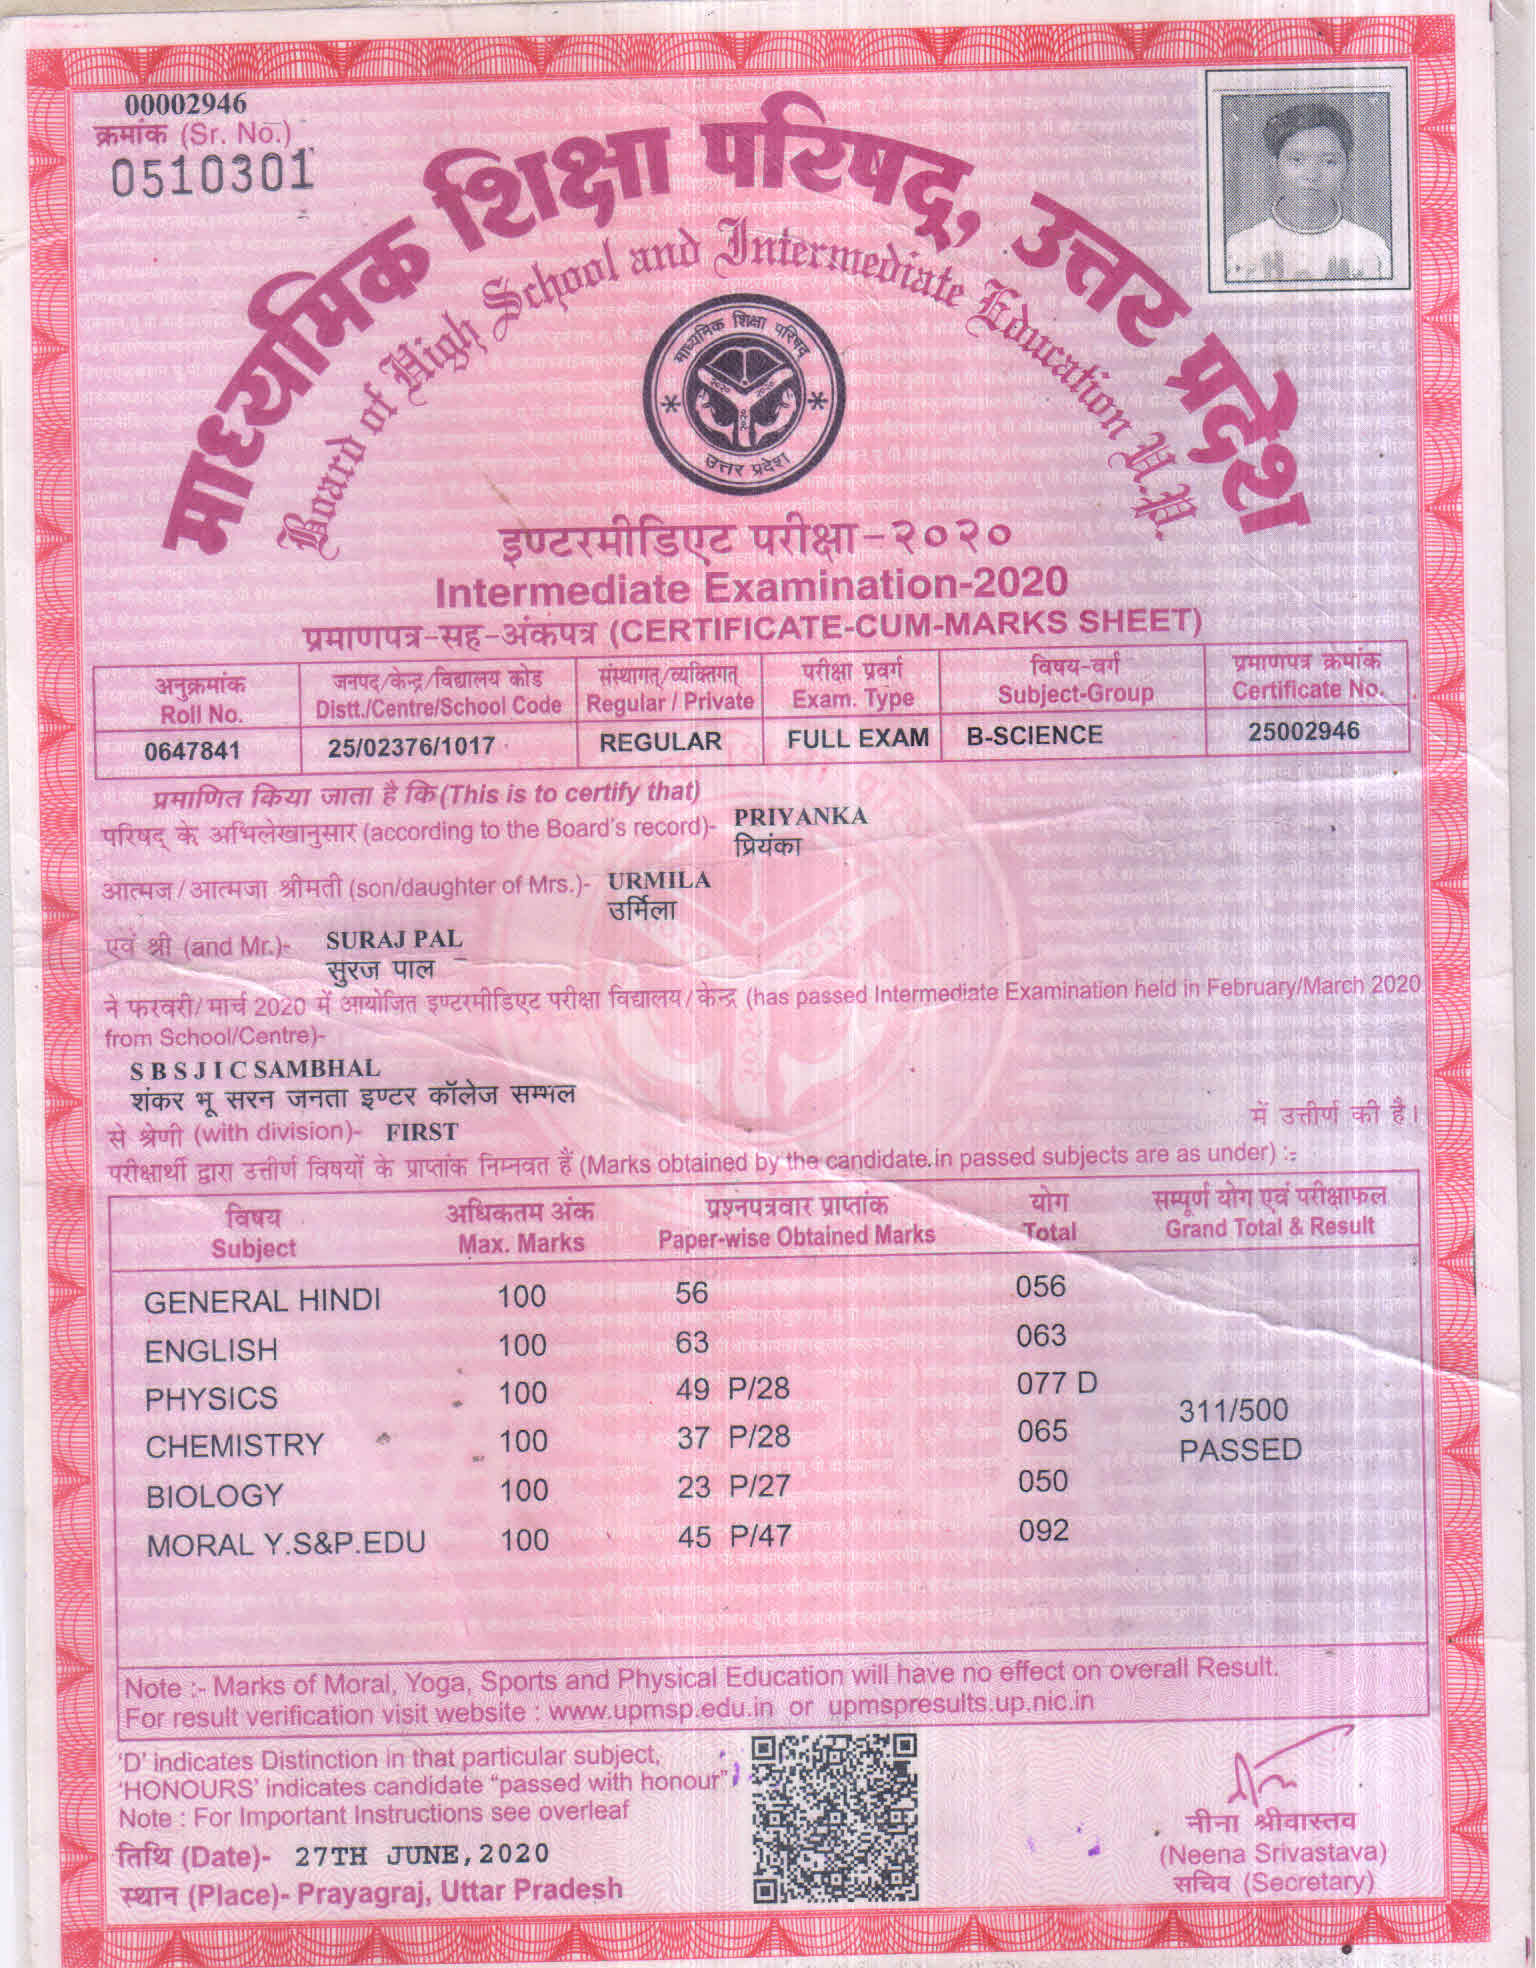 00002946
क्रमांक (Sr. No.)
0510301
माध्यमिक शिक्षा परिषद्, उत्तर प्रदेश
Board of High School and Intermediate Education U.P.
माध्यमिक शिक्षा परिषद
उत्तर प्रदेश
इण्टरमीडिएट परीक्षा-२०२०
Intermediate Examination-2020
प्रमाणपत्र-सह-अंकपत्र (CERTIFICATE-CUM-MARKS SHEET)
अनुक्रमांक जनपद/केन्द्र/विद्यालय कोड संस्थागत/व्यक्तिगत परीक्षा प्रवर्ग विषय-वर्ग प्रमाणपत्र क्रमांक
Roll No. Distt./Centre/School Code Regular / Private Exam. Type Subject-Group Certificate No.
0647841 25/02376/1017 REGULAR FULL EXAM B-SCIENCE 25002946
प्रमाणित किया जाता है कि (This is to certify that)
परिषद् के अभिलेखानुसार (according to the Board's record)- PRIYANKA
प्रियंका
आत्मज/आत्मजा श्रीमती (son/daughter of Mrs.)- URMILA
उर्मिला
एवं श्री (and Mr.)- SURAJ PAL
सुरज पाल
ने फरवरी/मार्च 2020 में आयोजित इण्टरमीडिएट परीक्षा विद्यालय/केन्द्र (has passed Intermediate Examination held in February/March 2020
from School/Centre)-
S B S J I C SAMBHAL
शंकर भू सरन जनता इण्टर कॉलेज सम्भल
से श्रेणी (with division)- FIRST में उत्तीर्ण की है।
परीक्षार्थी द्वारा उत्तीर्ण विषयों के प्राप्तांक निम्नवत हैं (Marks obtained by the candidate.in passed subjects are as under) :-
विषय अधिकतम अंक प्रश्नपत्रवार प्राप्तांक योग सम्पूर्ण योग एवं परीक्षाफल
Subject Max. Marks Paper-wise Obtained Marks Total Grand Total & Result
GENERAL HINDI 100 56 056
ENGLISH 100 63 063
PHYSICS 100 49 P/28 077 D
311/500
CHEMISTRY 100 37 P/28 065
PASSED
BIOLOGY 100 23 P/27 050
MORAL Y.S&P.EDU 100 45 P/47 092
Note :- Marks of Moral, Yoga, Sports and Physical Education will have no effect on overall Result.
For result verification visit website : www.upmsp.edu.in or upmspresults.up.nic.in
'D' indicates Distinction in that particular subject,
'HONOURS' indicates candidate "passed with honour"
Note : For Important Instructions see overleaf
तिथि (Date)- 27TH JUNE,2020
स्थान (Place)- Prayagraj, Uttar Pradesh
नीना श्रीवास्तव
(Neena Srivastava)
सचिव (Secretary)